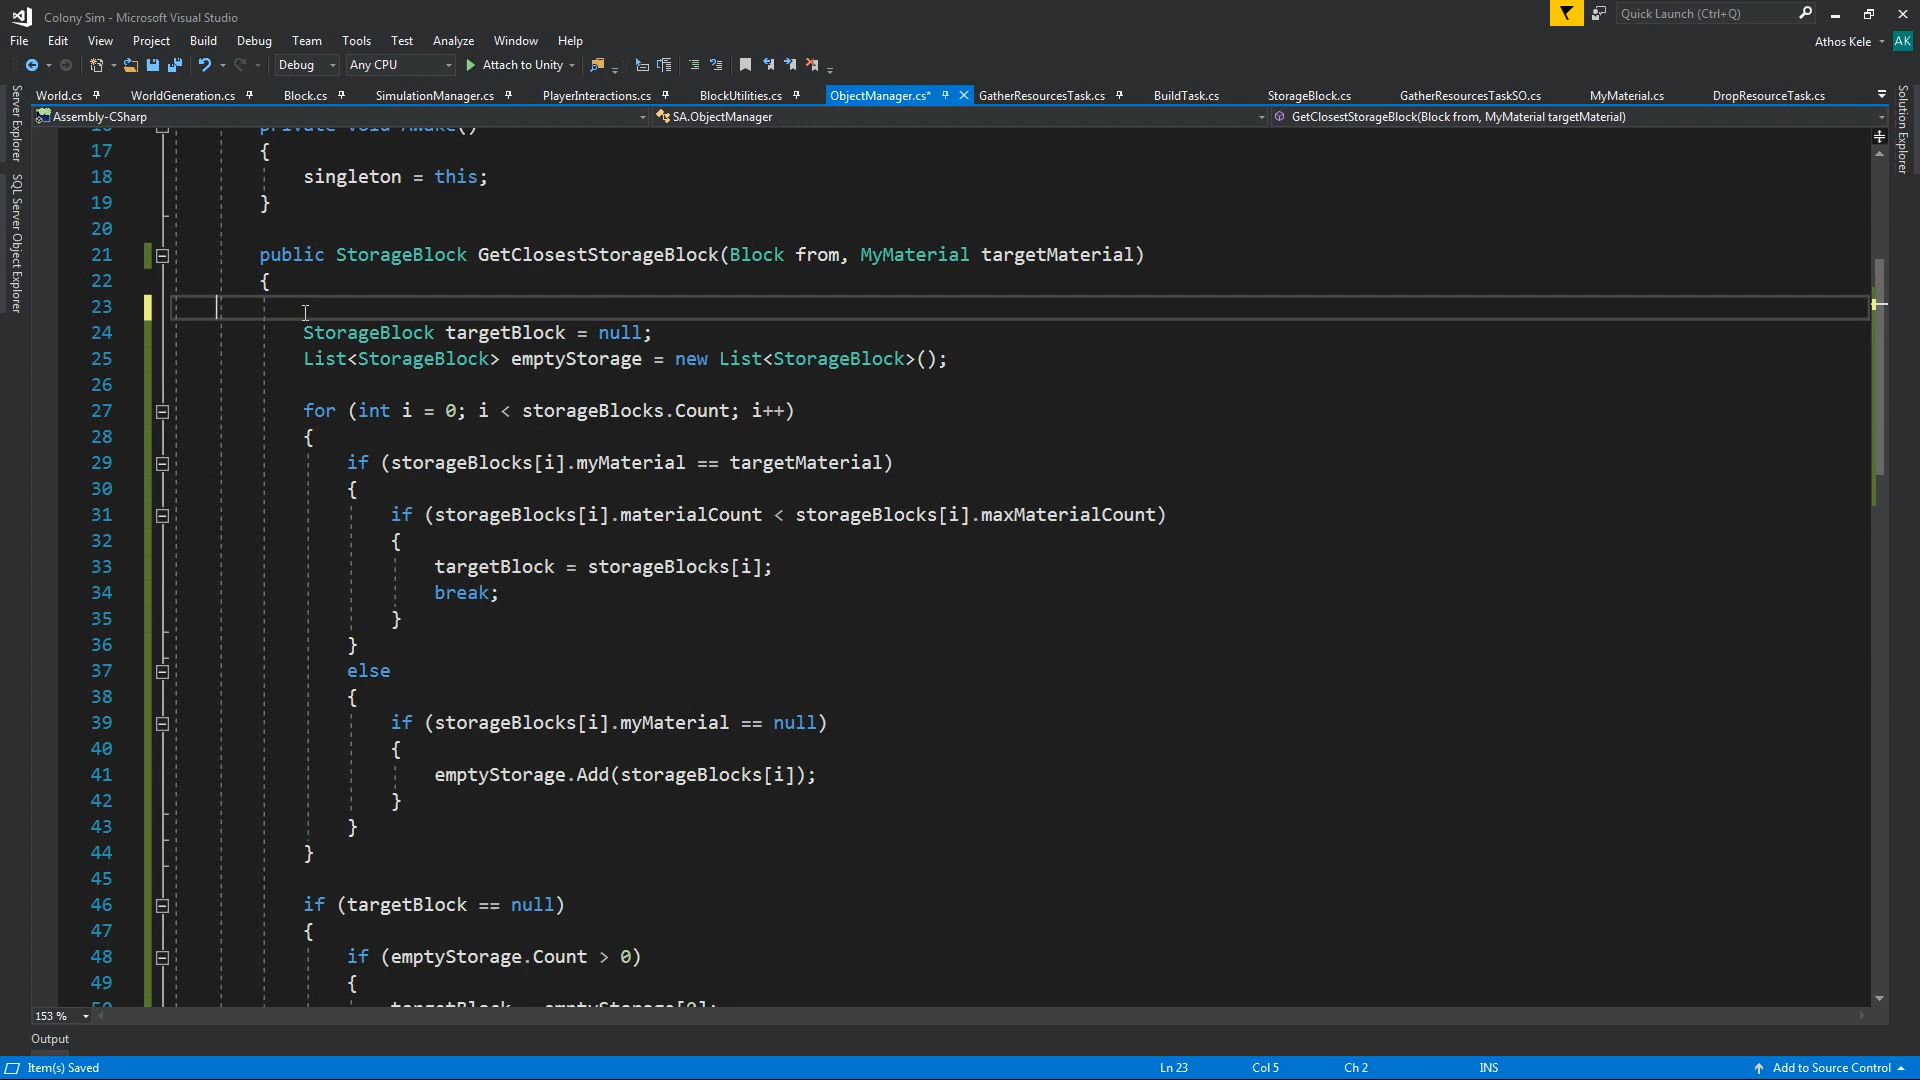 Colony Sim - Microsoft Visual Studio
Quick Launch (Ctrl+Q)
File Edit View Project Build Debug Team Tools Test Analyze Window Help
Athos Kele AK
Debug Any CPU Attach to Unity
World.cs WorldGeneration.cs Block.cs SimulationManager.cs PlayerInteractions.cs BlockUtilities.cs ObjectManager.cs* GatherResourcesTask.cs BuildTask.cs StorageBlock.cs GatherResourcesTaskSO.cs MyMaterial.cs DropResourceTask.cs
Assembly-CSharp SA.ObjectManager GetClosestStorageBlock(Block from, MyMaterial targetMaterial)
Server Explorer
SQL Server Object Explorer
Solution Explorer
16 private void Awake()
17 {
18 singleton = this;
19 }
20
21 public StorageBlock GetClosestStorageBlock(Block from, MyMaterial targetMaterial)
22 {
23
24 StorageBlock targetBlock = null;
25 List<StorageBlock> emptyStorage = new List<StorageBlock>();
26
27 for (int i = 0; i < storageBlocks.Count; i++)
28 {
29 if (storageBlocks[i].myMaterial == targetMaterial)
30 {
31 if (storageBlocks[i].materialCount < storageBlocks[i].maxMaterialCount)
32 {
33 targetBlock = storageBlocks[i];
34 break;
35 }
36 }
37 else
38 {
39 if (storageBlocks[i].myMaterial == null)
40 {
41 emptyStorage.Add(storageBlocks[i]);
42 }
43 }
44 }
45
46 if (targetBlock == null)
47 {
48 if (emptyStorage.Count > 0)
49 {
50 targetBlock = emptyStorage[0];
153 %
Output
Item(s) Saved Ln 23 Col 5 Ch 2 INS Add to Source Control